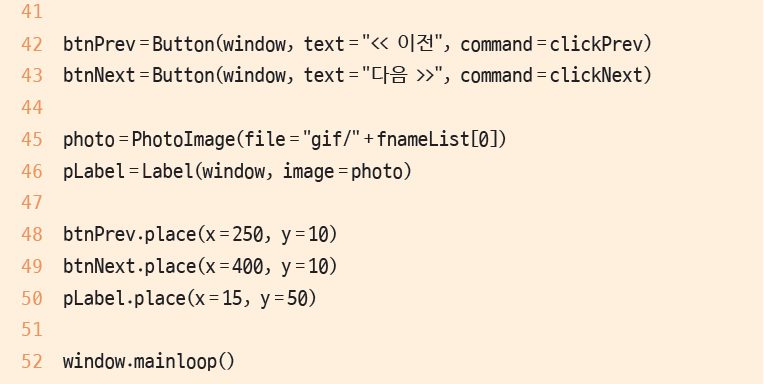 41
42 btnPrev = Button(window, text = "<< 이전", command = clickPrev)
43 btnNext = Button(window, text = "다음 >>", command = clickNext)
44
45 photo = PhotoImage(file = "gif/" + fnameList[0])
46 pLabel = Label(window, image = photo)
47
48 btnPrev.place(x = 250, y = 10)
49 btnNext.place(x = 400, y = 10)
50 pLabel.place(x = 15, y = 50)
51
52 window.mainloop()